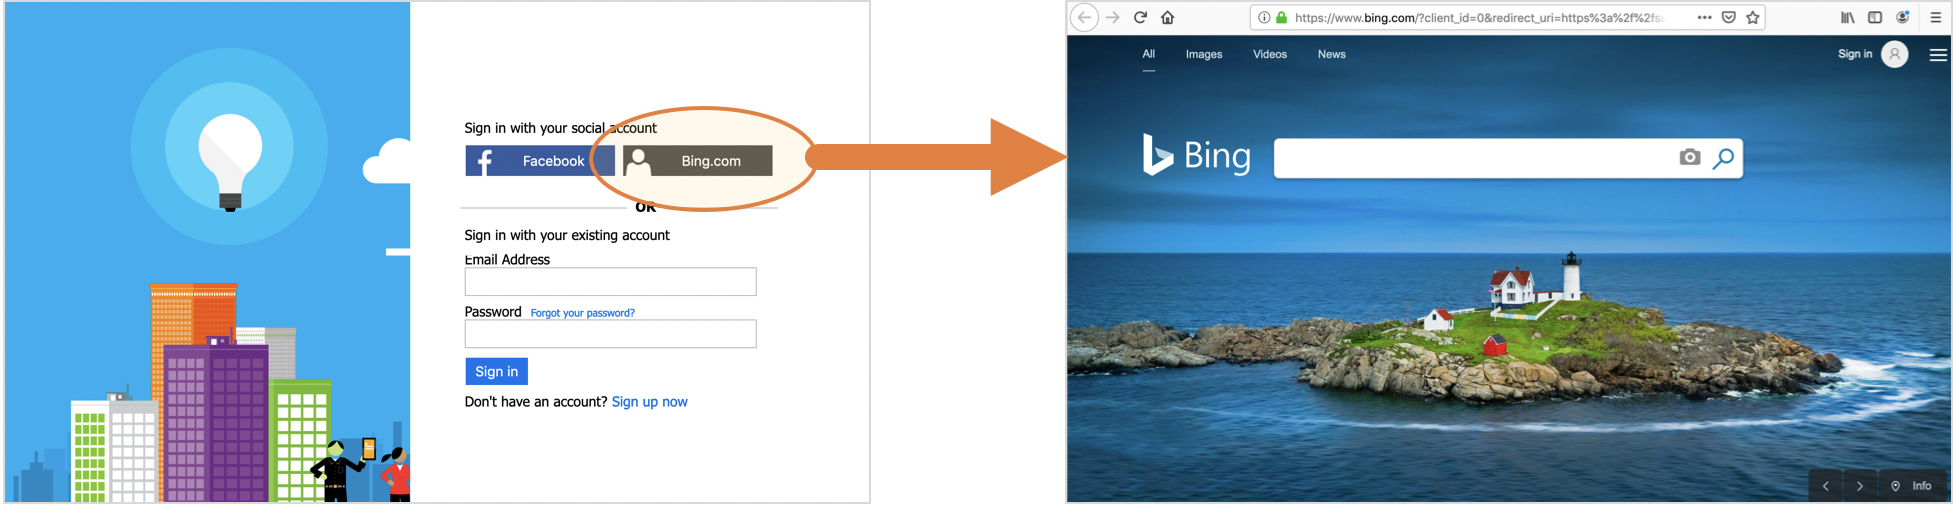 Sign in with your social account
Facebook
Bing.com
OR
Sign in with your existing account
Email Address
Password Forgot your password?
Sign in
Don't have an account? Sign up now
https://www.bing.com/?client_id=0&redirect_uri=https%3a%2f%2fsu
All Images Videos News
Sign in
Bing
Info